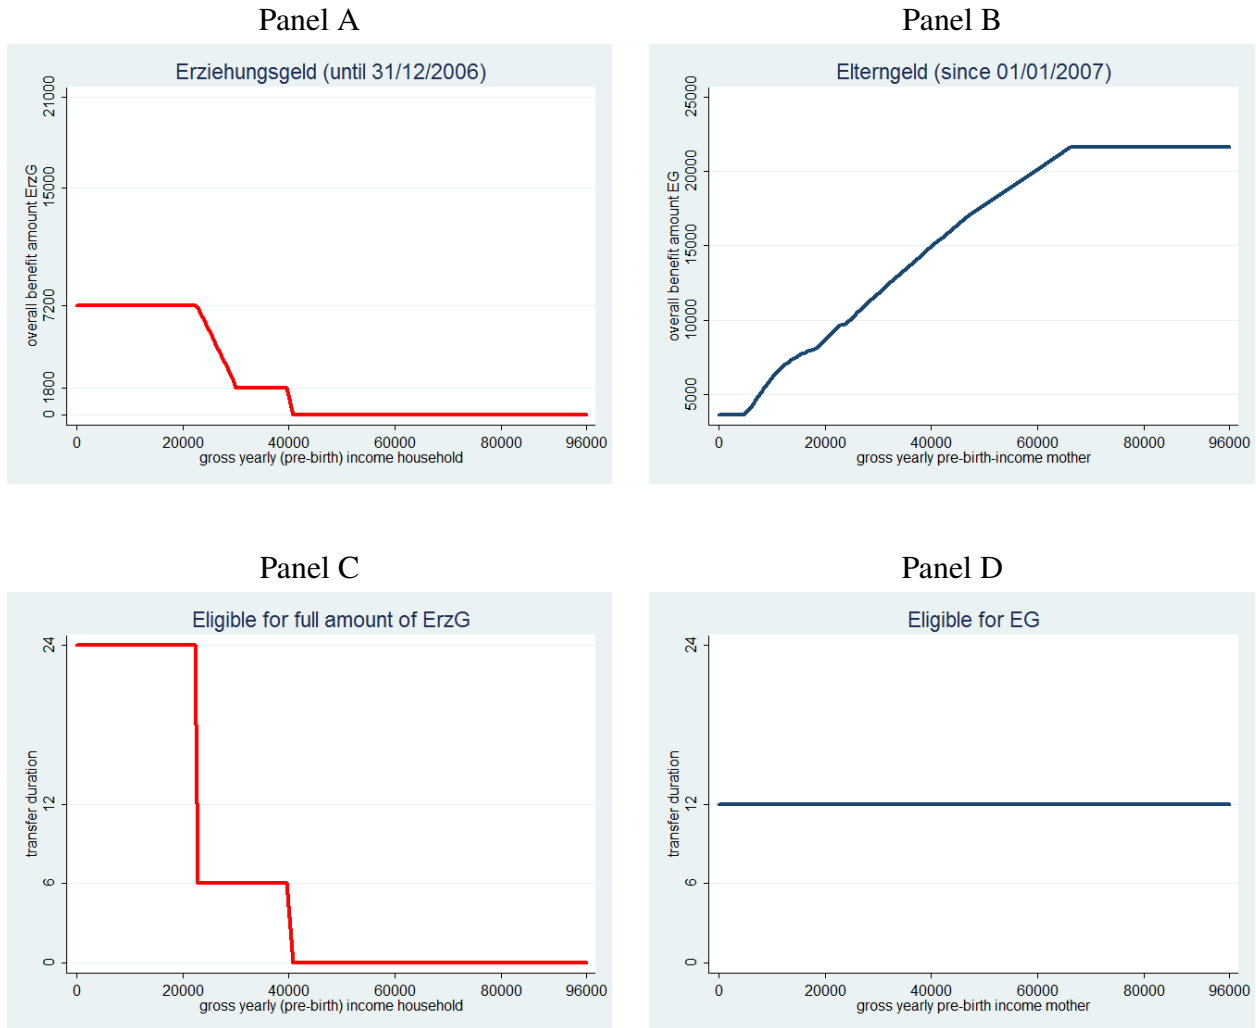 Panel A
Erziehungsgeld (until 31/12/2006)
overall benefit amount ErzG
21000
15000
7200
1800
0
0 20000 40000 60000 80000 96000
gross yearly (pre-birth) income household
Panel B
Elterngeld (since 01/01/2007)
overall benefit amount EG
25000
20000
15000
10000
5000
0 20000 40000 60000 80000 96000
gross yearly pre-birth-income mother
Panel C
Eligible for full amount of ErzG
transfer duration
24
12
6
0
0 20000 40000 60000 80000 96000
gross yearly (pre-birth) income household
Panel D
Eligible for EG
transfer duration
24
12
6
0
0 20000 40000 60000 80000 96000
gross yearly pre-birth income mother